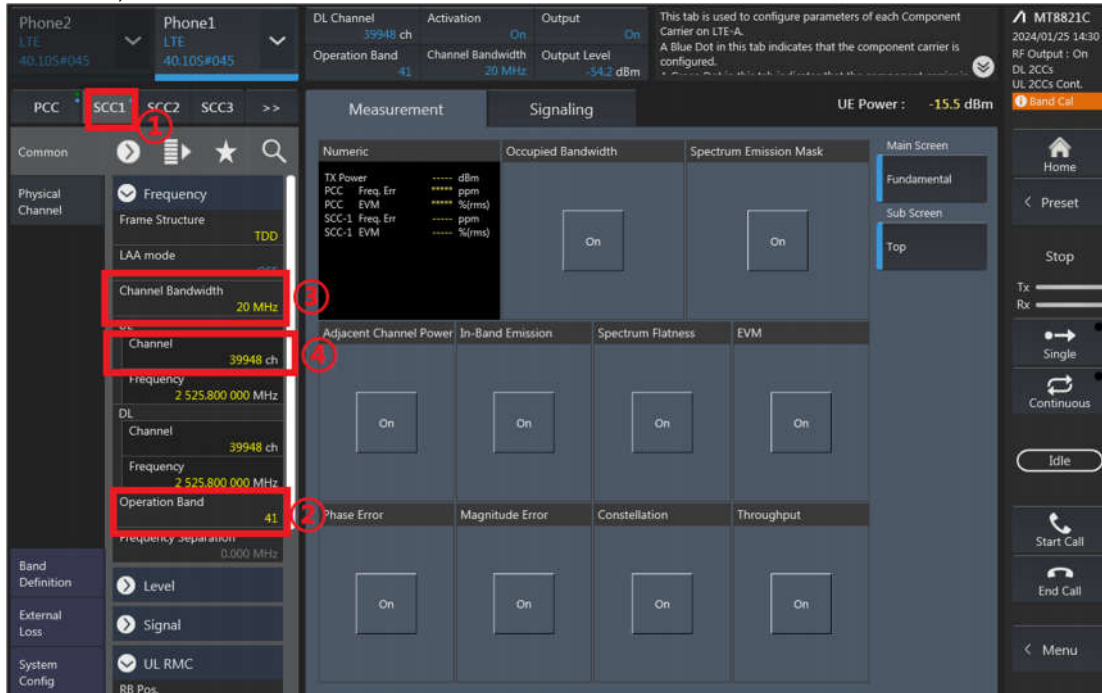 Phone2
LTE
40.10S#045
Phone1
LTE
40.10S#045
DL Channel
39948 ch
Activation
On
Output
On
Operation Band
41
Channel Bandwidth
20 MHz
Output Level
-54.2 dBm
This tab is used to configure parameters of each Component
Carrier on LTE-A.
A Blue Dot in this tab indicates that the component carrier is
configured.
MT8821C
2024/01/25 14:30
RF Output : On
DL 2CCs
UL 2CCs Cont.
Band Cal
PCC
SCC1
SCC2
SCC3
>>
①
Measurement
Signaling
UE Power : -15.5 dBm
Common
Physical
Channel
Band
Definition
External
Loss
System
Config
Frequency
Frame Structure
TDD
LAA mode
Channel Bandwidth
20 MHz
③
UL
Channel
39948 ch
④
Frequency
2 525.800 000 MHz
DL
Channel
39948 ch
Frequency
2 525.800 000 MHz
Operation Band
41
②
Frequency Separation
0.000 MHz
Level
Signal
UL RMC
RB Pos.
Numeric
TX Power ----- dBm
PCC Freq. Err ***** ppm
PCC EVM ***** %(rms)
SCC-1 Freq. Err ----- ppm
SCC-1 EVM ----- %(rms)
Occupied Bandwidth
On
Spectrum Emission Mask
On
Adjacent Channel Power
On
In-Band Emission
On
Spectrum Flatness
On
EVM
On
Phase Error
On
Magnitude Error
On
Constellation
On
Throughput
On
Main Screen
Fundamental
Sub Screen
Top
Home
< Preset
Stop
Tx
Rx
Single
Continuous
Idle
Start Call
End Call
< Menu